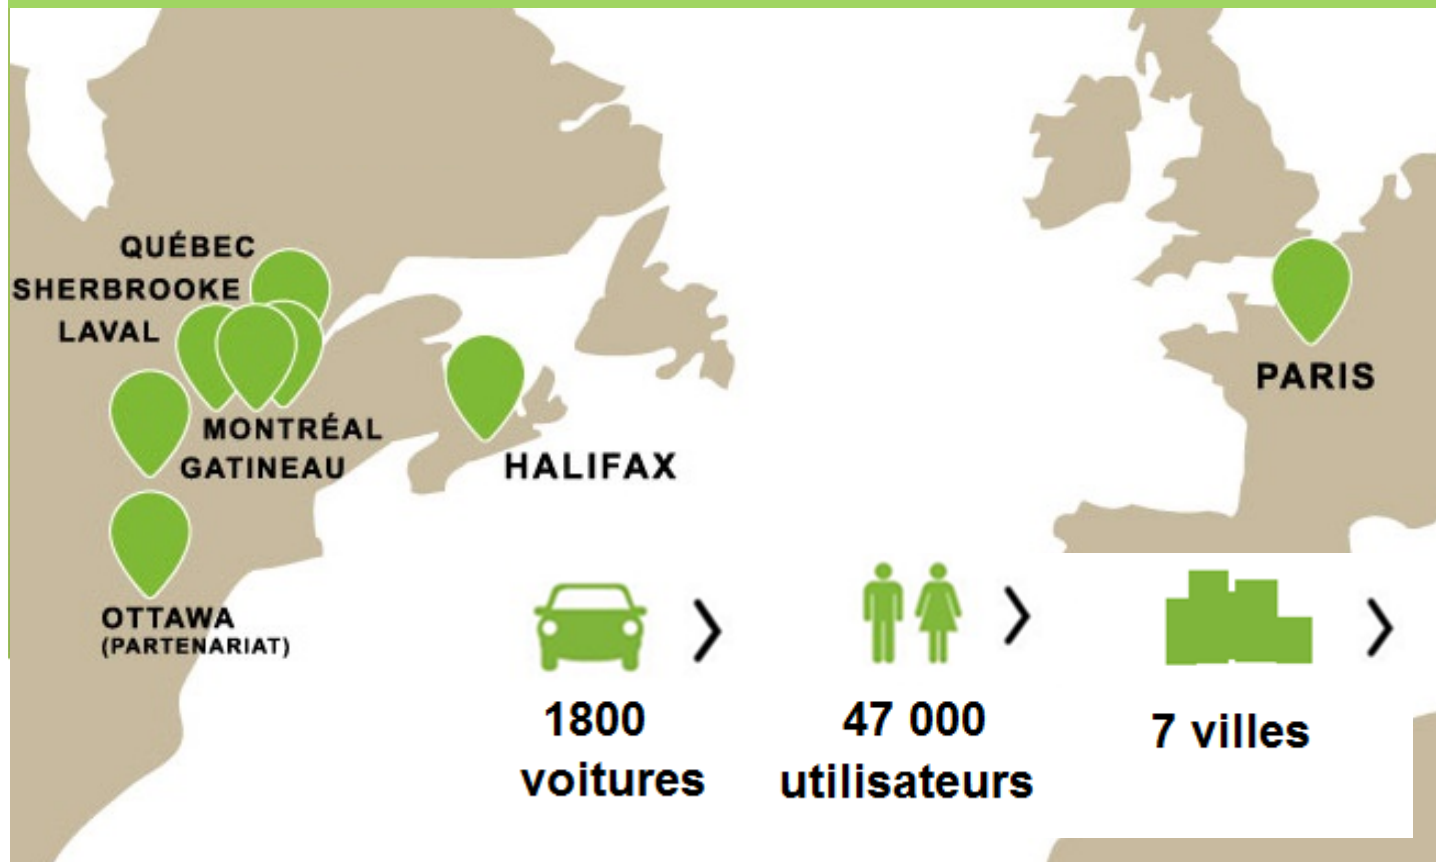 QUÉBEC
SHERBROOKE
LAVAL
MONTRÉAL
GATINEAU
OTTAWA
(PARTENARIAT)
HALIFAX
PARIS
1800
voitures
47 000
utilisateurs
7 villes